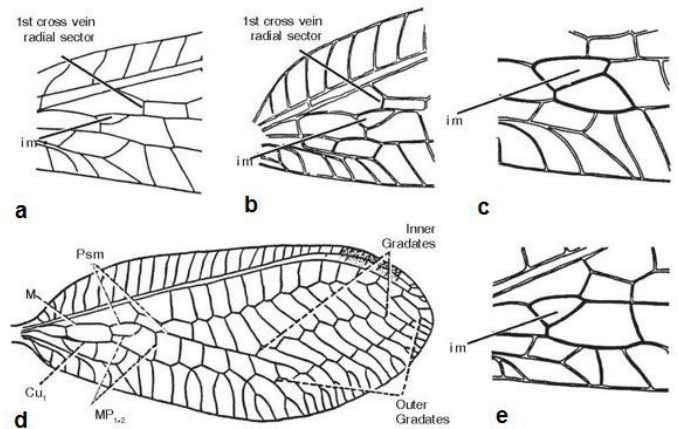 1st cross vein
radial sector
im
a
1st cross vein
radial sector
im
b
im
c
Psm
M
Cu1
MP1+2
Inner
Gradates
Outer
Gradates
d
im
e